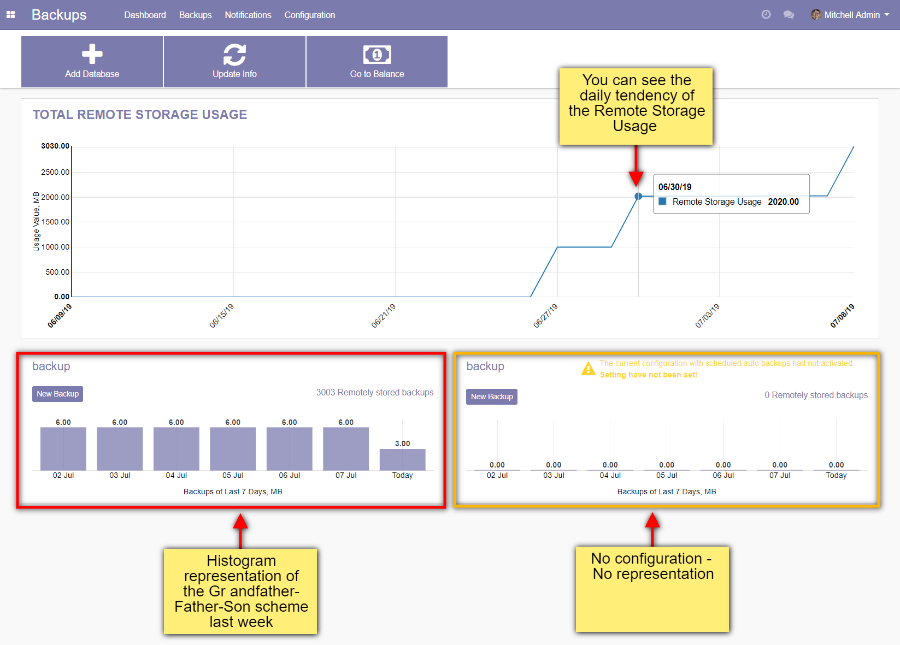 Backups Dashboard Backups Notifications Configuration Mitchell Admin
Add Database Update Info Go to Balance
You can see the
daily tendency of
the Remote Storage
Usage
TOTAL REMOTE STORAGE USAGE
3030.00
2500.00
2000.00
1500.00
1000.00
500.00
0.00
Usage Value, MB
06/30/19
Remote Storage Usage 2020.00
06/09/19 06/15/19 06/21/19 06/27/19 07/03/19 07/08/19
backup
New Backup
3003 Remotely stored backups
6.00 6.00 6.00 6.00 6.00 6.00 3.00
02 Jul 03 Jul 04 Jul 05 Jul 06 Jul 07 Jul Today
Backups of Last 7 Days, MB
backup
The current configuration with scheduled auto backups had not activated.
Setting have not been set!
New Backup
0 Remotely stored backups
0.00 0.00 0.00 0.00 0.00 0.00 0.00
02 Jul 03 Jul 04 Jul 05 Jul 06 Jul 07 Jul Today
Backups of Last 7 Days, MB
Histogram
representation of
the Gr andfather-
Father-Son scheme
last week
No configuration -
No representation